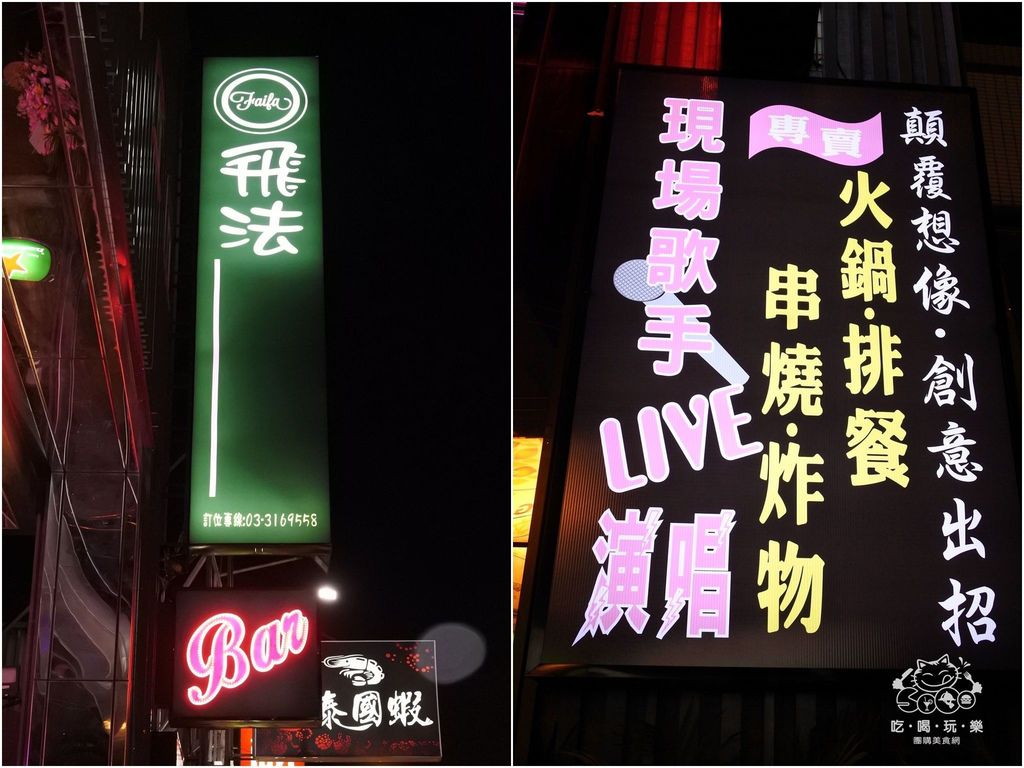 Faifa
飛法
訂位專線:03-3169558
Bar
泰國蝦
顛覆想像·創意出招
專賣
火鍋·排餐
串燒·炸物
現場歌手
LIVE
演唱
吃·喝·玩·樂
團購美食網